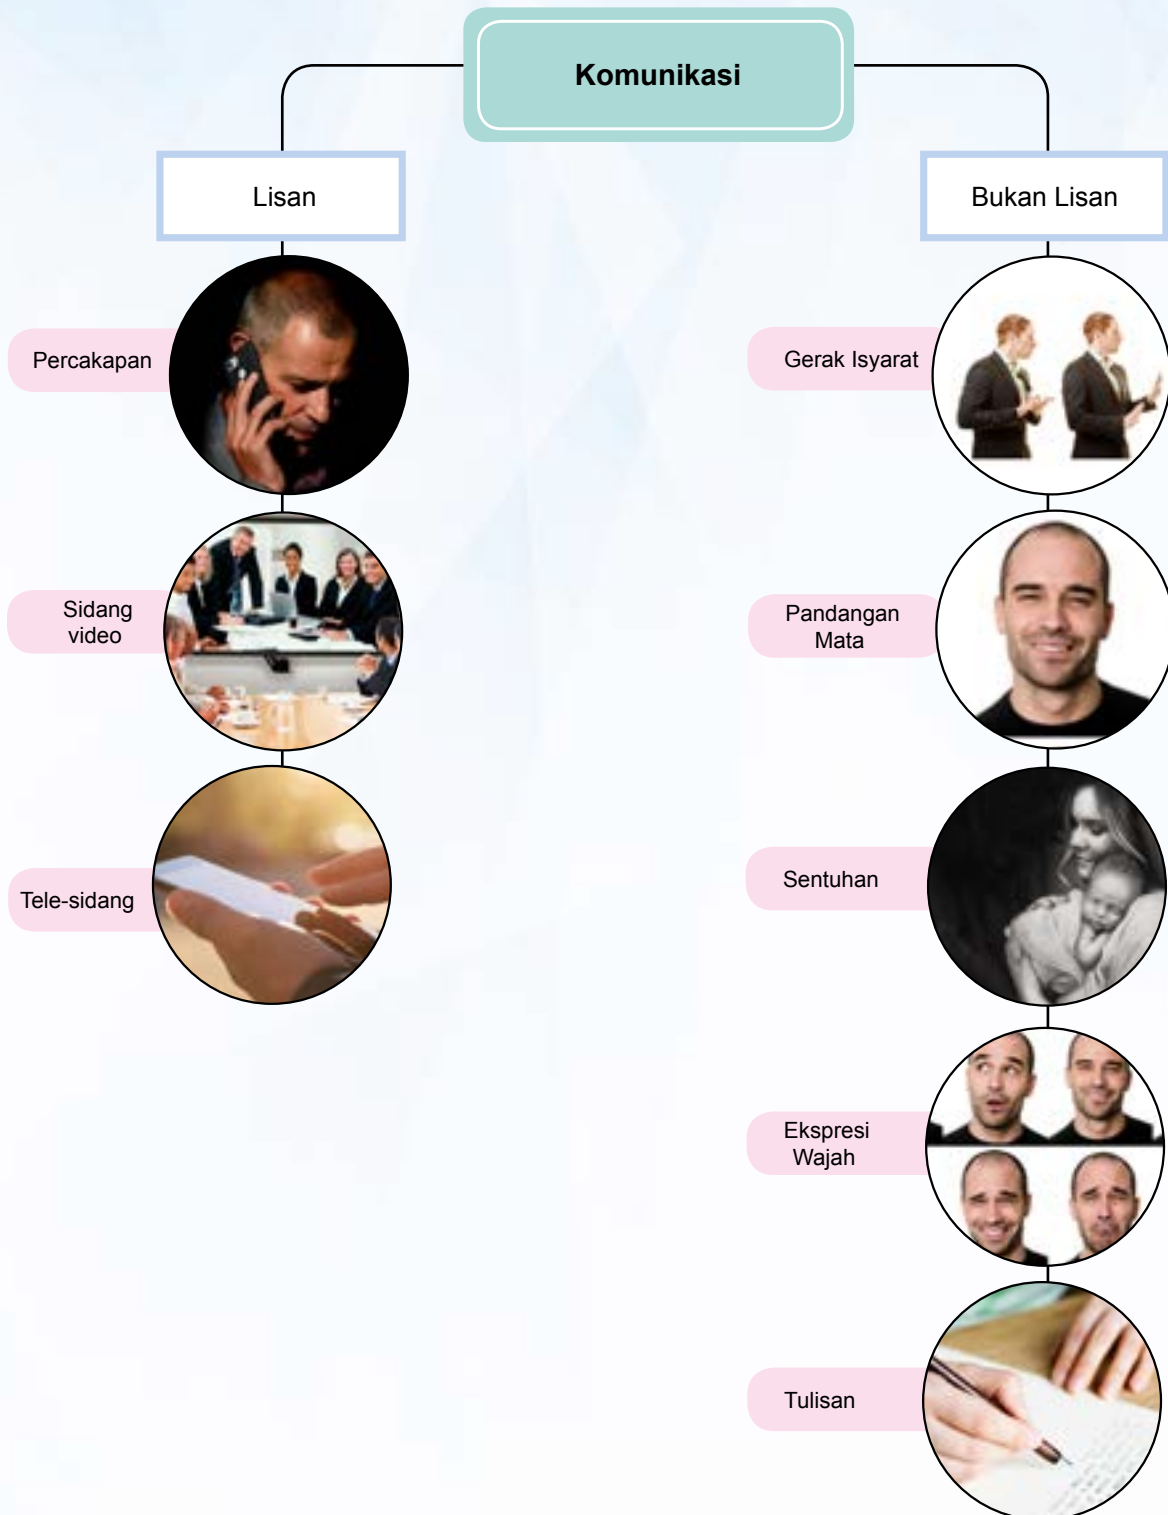 Komunikasi
Lisan
Percakapan
Sidang
video
Tele-sidang
Bukan Lisan
Gerak Isyarat
Pandangan
Mata
Sentuhan
Ekspresi
Wajah
Tulisan